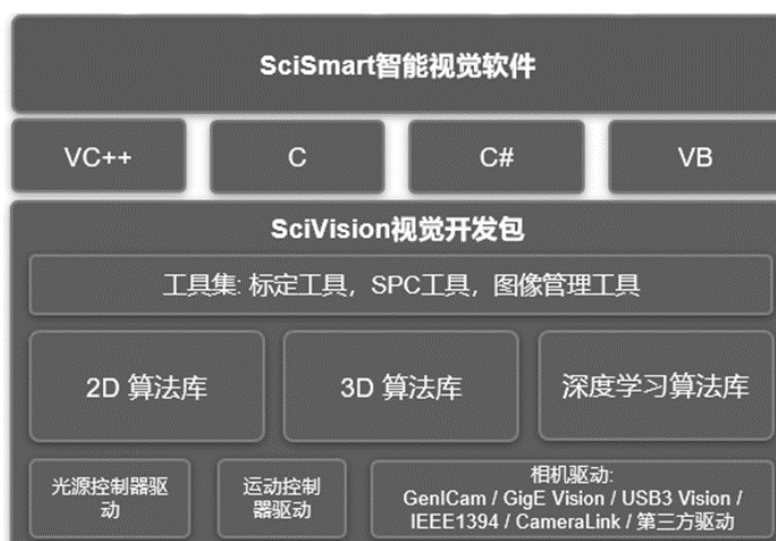 SciSmart智能视觉软件
VC++
C
C#
VB
SciVision视觉开发包
工具集: 标定工具，SPC工具，图像管理工具
2D 算法库
3D 算法库
深度学习算法库
光源控制器驱
动
运动控制
器驱动
相机驱动:
GenICam / GigE Vision / USB3 Vision /
IEEE1394 / CameraLink / 第三方驱动